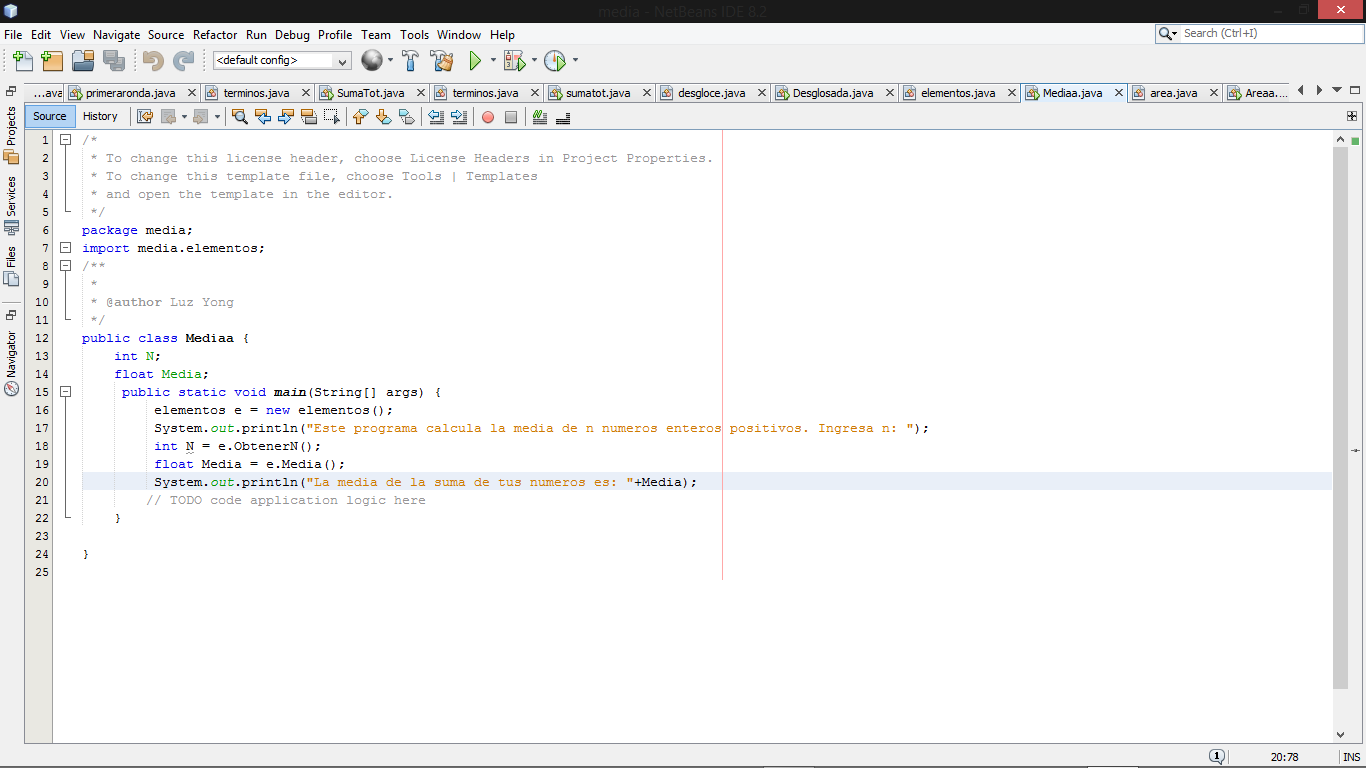 media - NetBeans IDE 8.2
File Edit View Navigate Source Refactor Run Debug Profile Team Tools Window Help
Search (Ctrl+I)
<default config>
...ava primeraronda.java terminos.java SumaTot.java terminos.java sumatot.java desgloce.java Desglosada.java elementos.java Mediaa.java area.java Areaa....
Source History
Projects
Services
Files
Navigator
1 /*
2 * To change this license header, choose License Headers in Project Properties.
3 * To change this template file, choose Tools | Templates
4 * and open the template in the editor.
5 */
6 package media;
7 import media.elementos;
8 /**
9 *
10 * @author Luz Yong
11 */
12 public class Mediaa {
13 int N;
14 float Media;
15 public static void main(String[] args) {
16 elementos e = new elementos();
17 System.out.println("Este programa calcula la media de n numeros enteros positivos. Ingresa n: ");
18 int N = e.ObtenerN();
19 float Media = e.Media();
20 System.out.println("La media de la suma de tus numeros es: "+Media);
21 // TODO code application logic here
22 }
23
24 }
25
1 20:78 INS